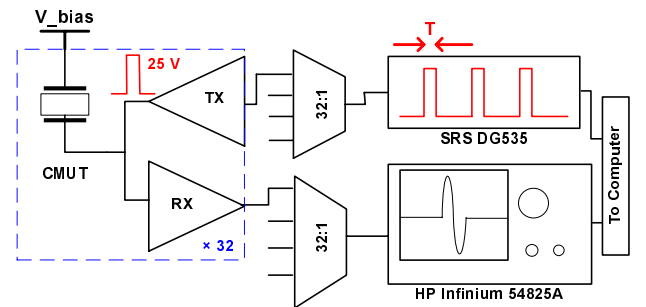 V_bias
25 V
TX
CMUT
RX
× 32
32:1
32:1
T
SRS DG535
HP Infinium 54825A
To Computer